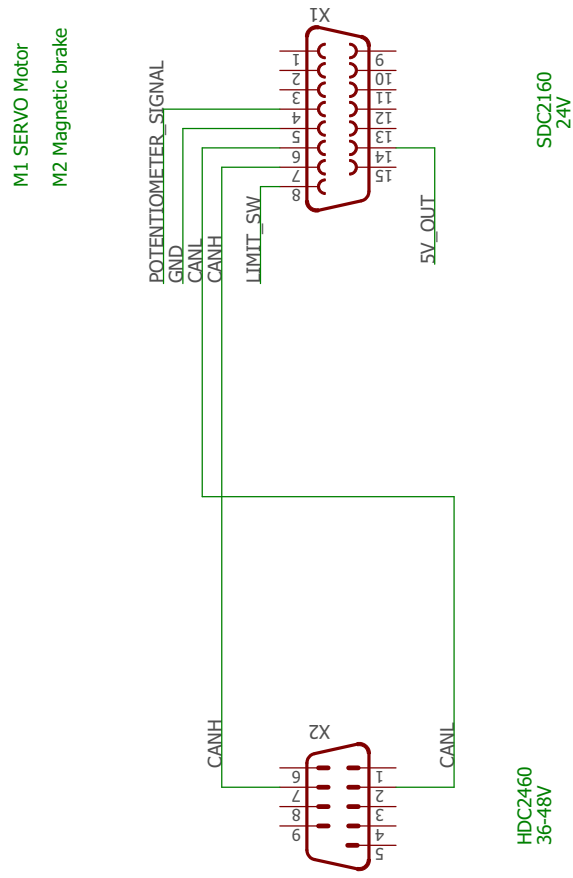 X1
1
2
3
4
5
6
7
8
9
10
11
12
13
14
15
M1 SERVO Motor
M2 Magnetic brake
POTENTIOMETER_SIGNAL
GND
CANL
CANH
LIMIT_SW
5V_OUT
SDC2160
24V
CANH
X2
6
7
8
9
1
2
3
4
5
CANL
HDC2460
36-48V